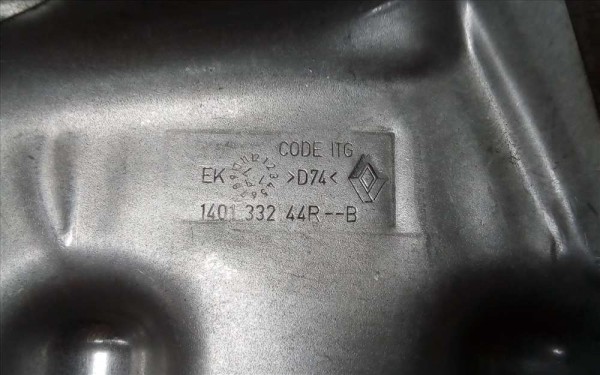 CODE ITG
EK >D74<
1401 332 44R--B